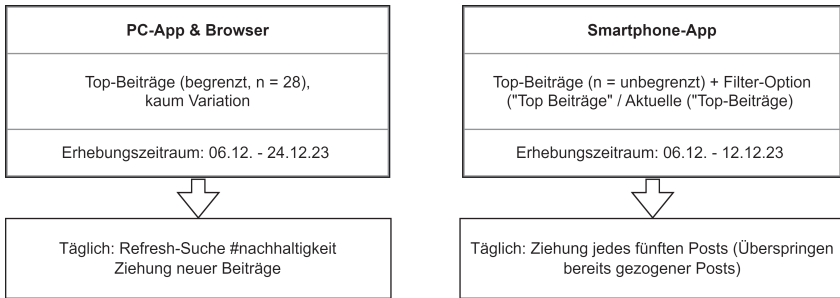 PC-App & Browser
Top-Beiträge (begrenzt, n = 28),
kaum Variation
Erhebungszeitraum: 06.12. - 24.12.23
Täglich: Refresh-Suche #nachhaltigkeit
Ziehung neuer Beiträge
Smartphone-App
Top-Beiträge (n = unbegrenzt) + Filter-Option
("Top Beiträge" / Aktuelle ("Top-Beiträge)
Erhebungszeitraum: 06.12. - 12.12.23
Täglich: Ziehung jedes fünften Posts (Überspringen
bereits gezogener Posts)